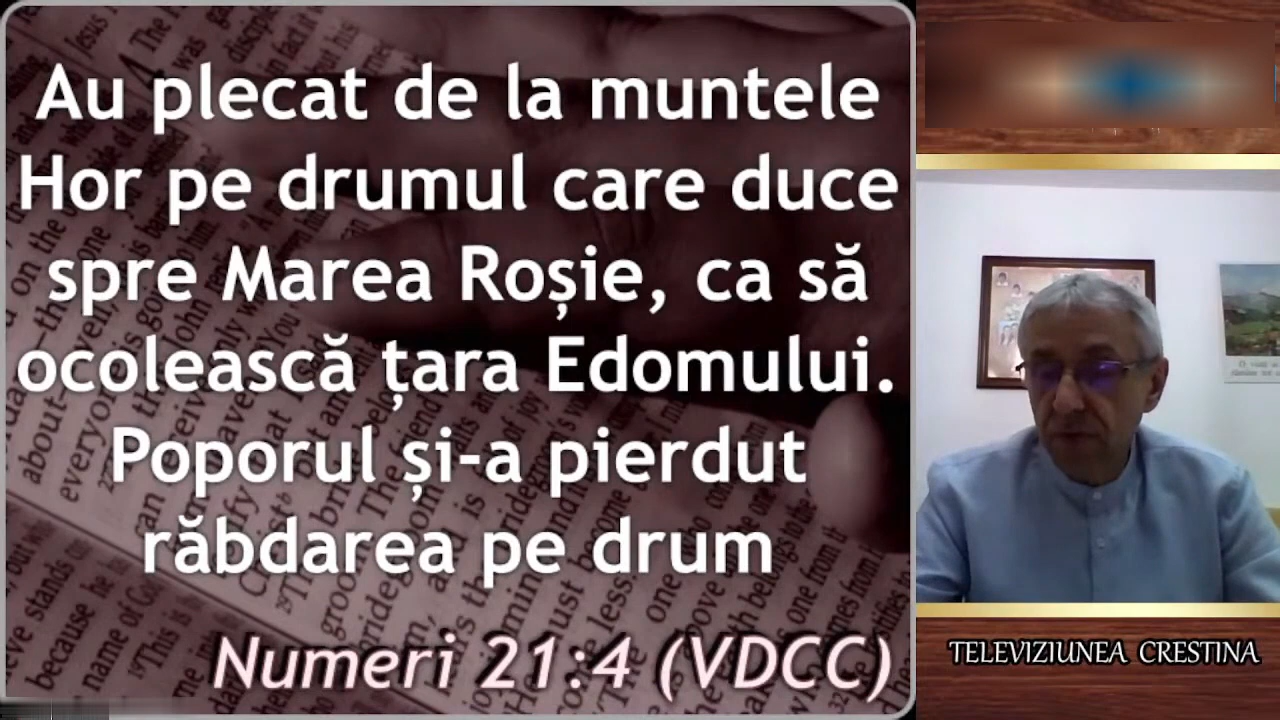 Au plecat de la muntele
Hor pe drumul care duce
spre Marea Roșie, ca să
ocolească țara Edomului.
Poporul și-a pierdut
răbdarea pe drum
Numeri 21:4 (VDCC)
TELEVIZIUNEA CRESTINA